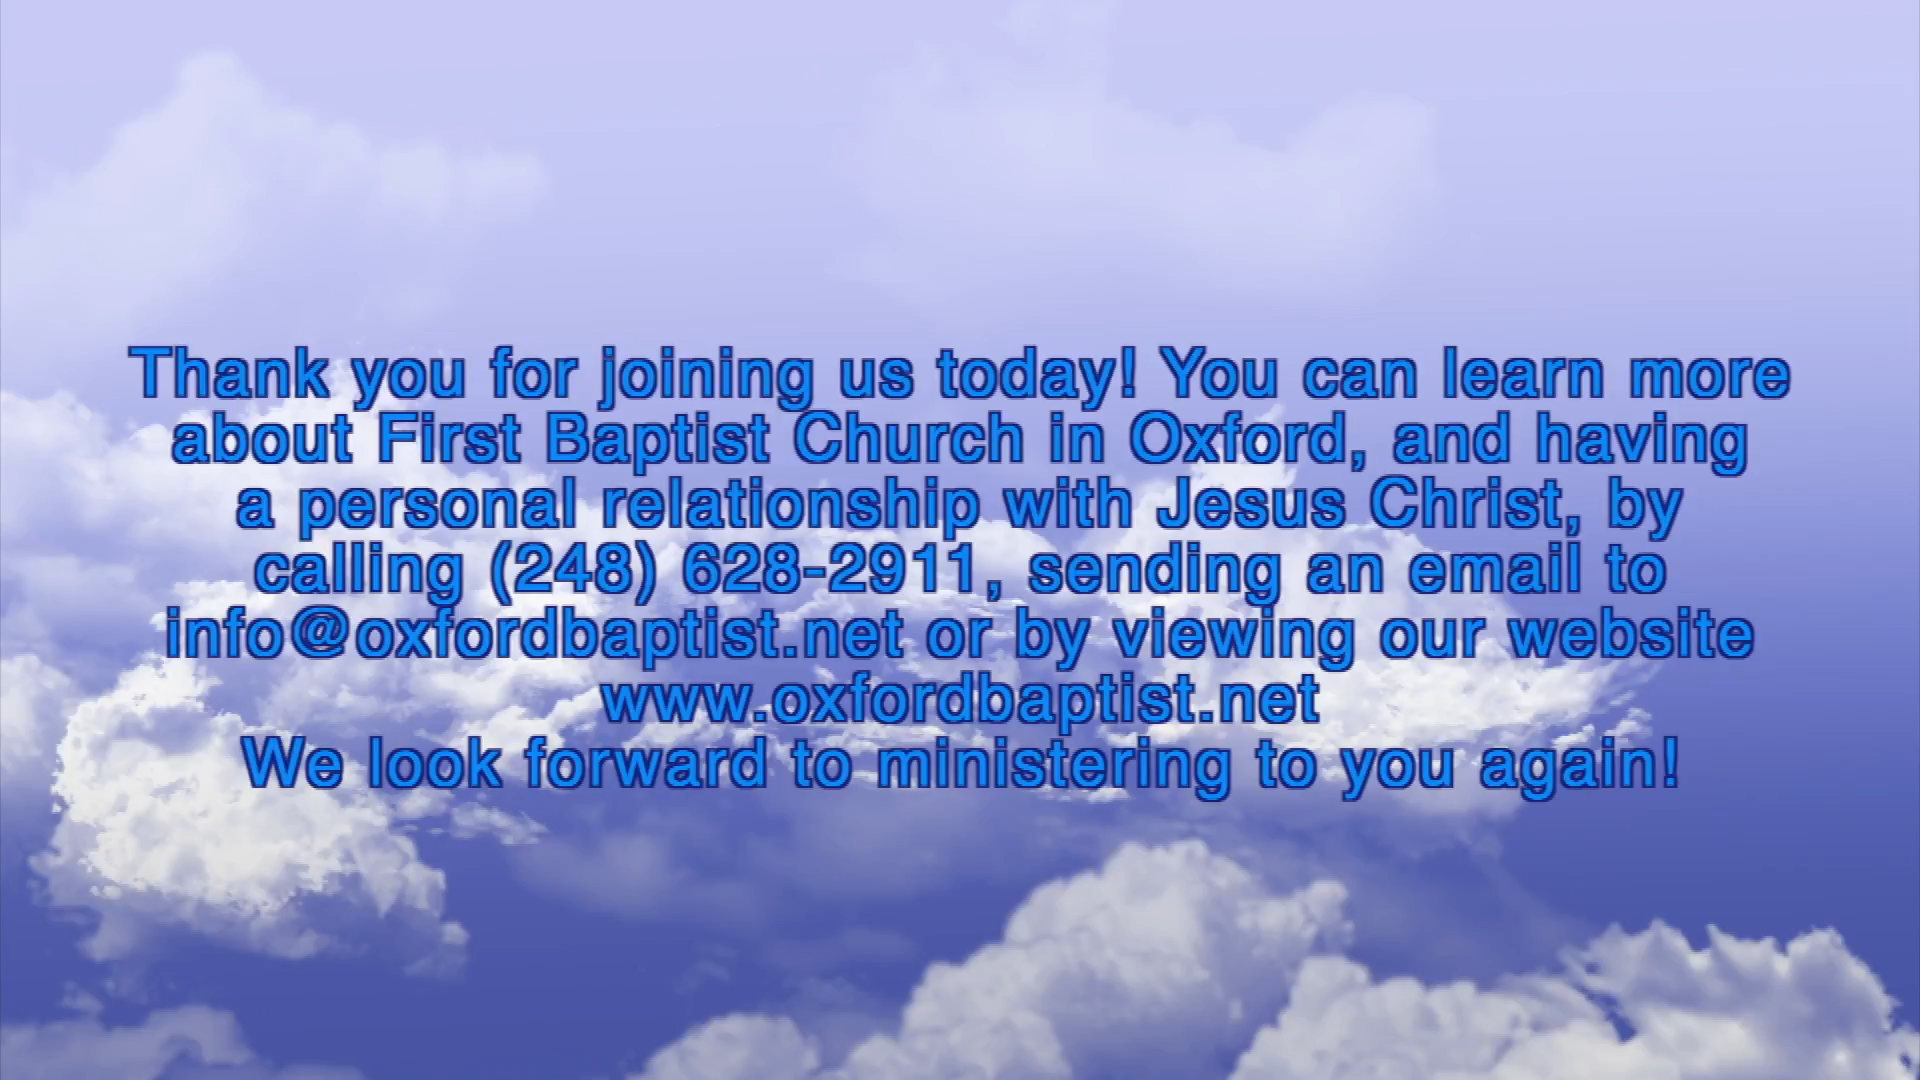 Thank you for joining us today! You can learn more
about First Baptist Church in Oxford, and having
a personal relationship with Jesus Christ, by
calling (248) 628-2911, sending an email to
info@oxfordbaptist.net or by viewing our website
www.oxfordbaptist.net
We look forward to ministering to you again!